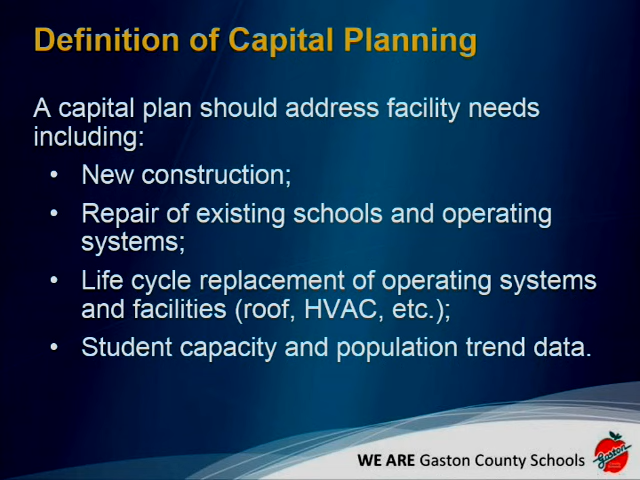 Definition of Capital Planning
A capital plan should address facility needs
including:
• New construction;
• Repair of existing schools and operating
systems;
• Life cycle replacement of operating systems
and facilities (roof, HVAC, etc.);
• Student capacity and population trend data.
WE ARE Gaston County Schools
Gaston